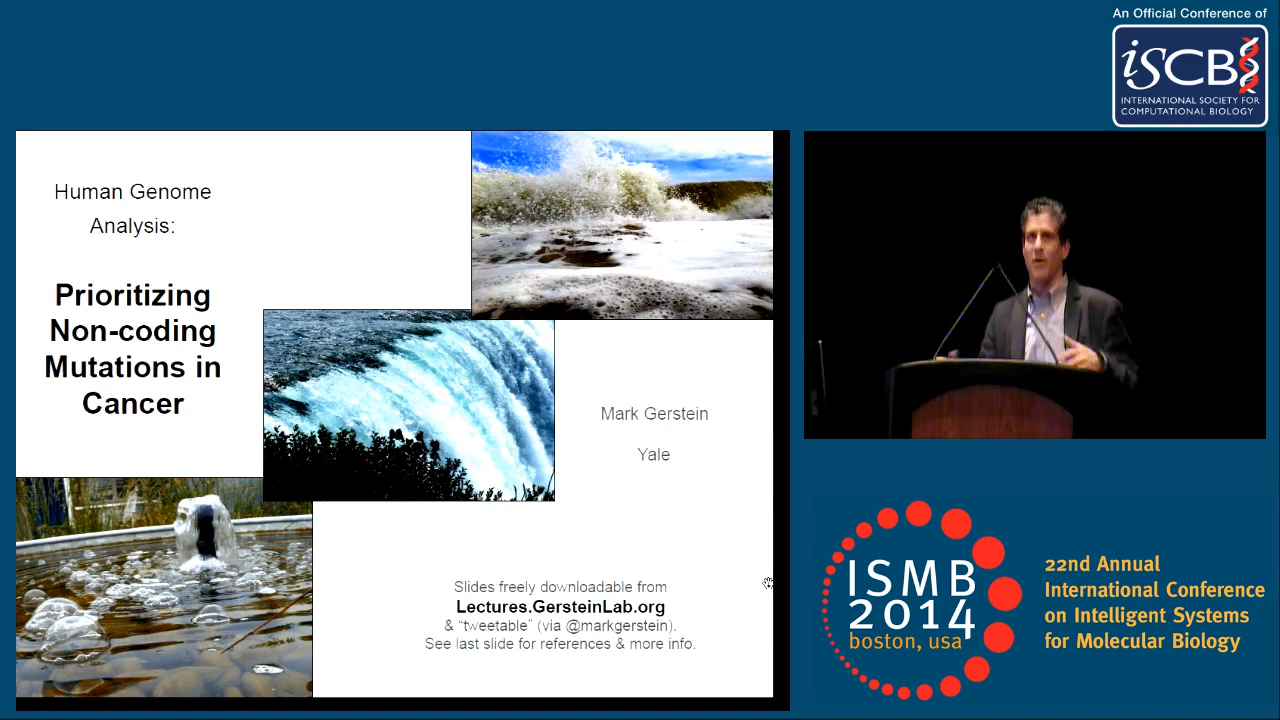 An Official Conference of
iSCB
INTERNATIONAL SOCIETY FOR
COMPUTATIONAL BIOLOGY
Human Genome
Analysis:
Prioritizing
Non-coding
Mutations in
Cancer
Mark Gerstein
Yale
Slides freely downloadable from
Lectures.GersteinLab.org
& “tweetable” (via @markgerstein).
See last slide for references & more info.
ISMB
2014
boston, usa
22nd Annual
International Conference
on Intelligent Systems
for Molecular Biology